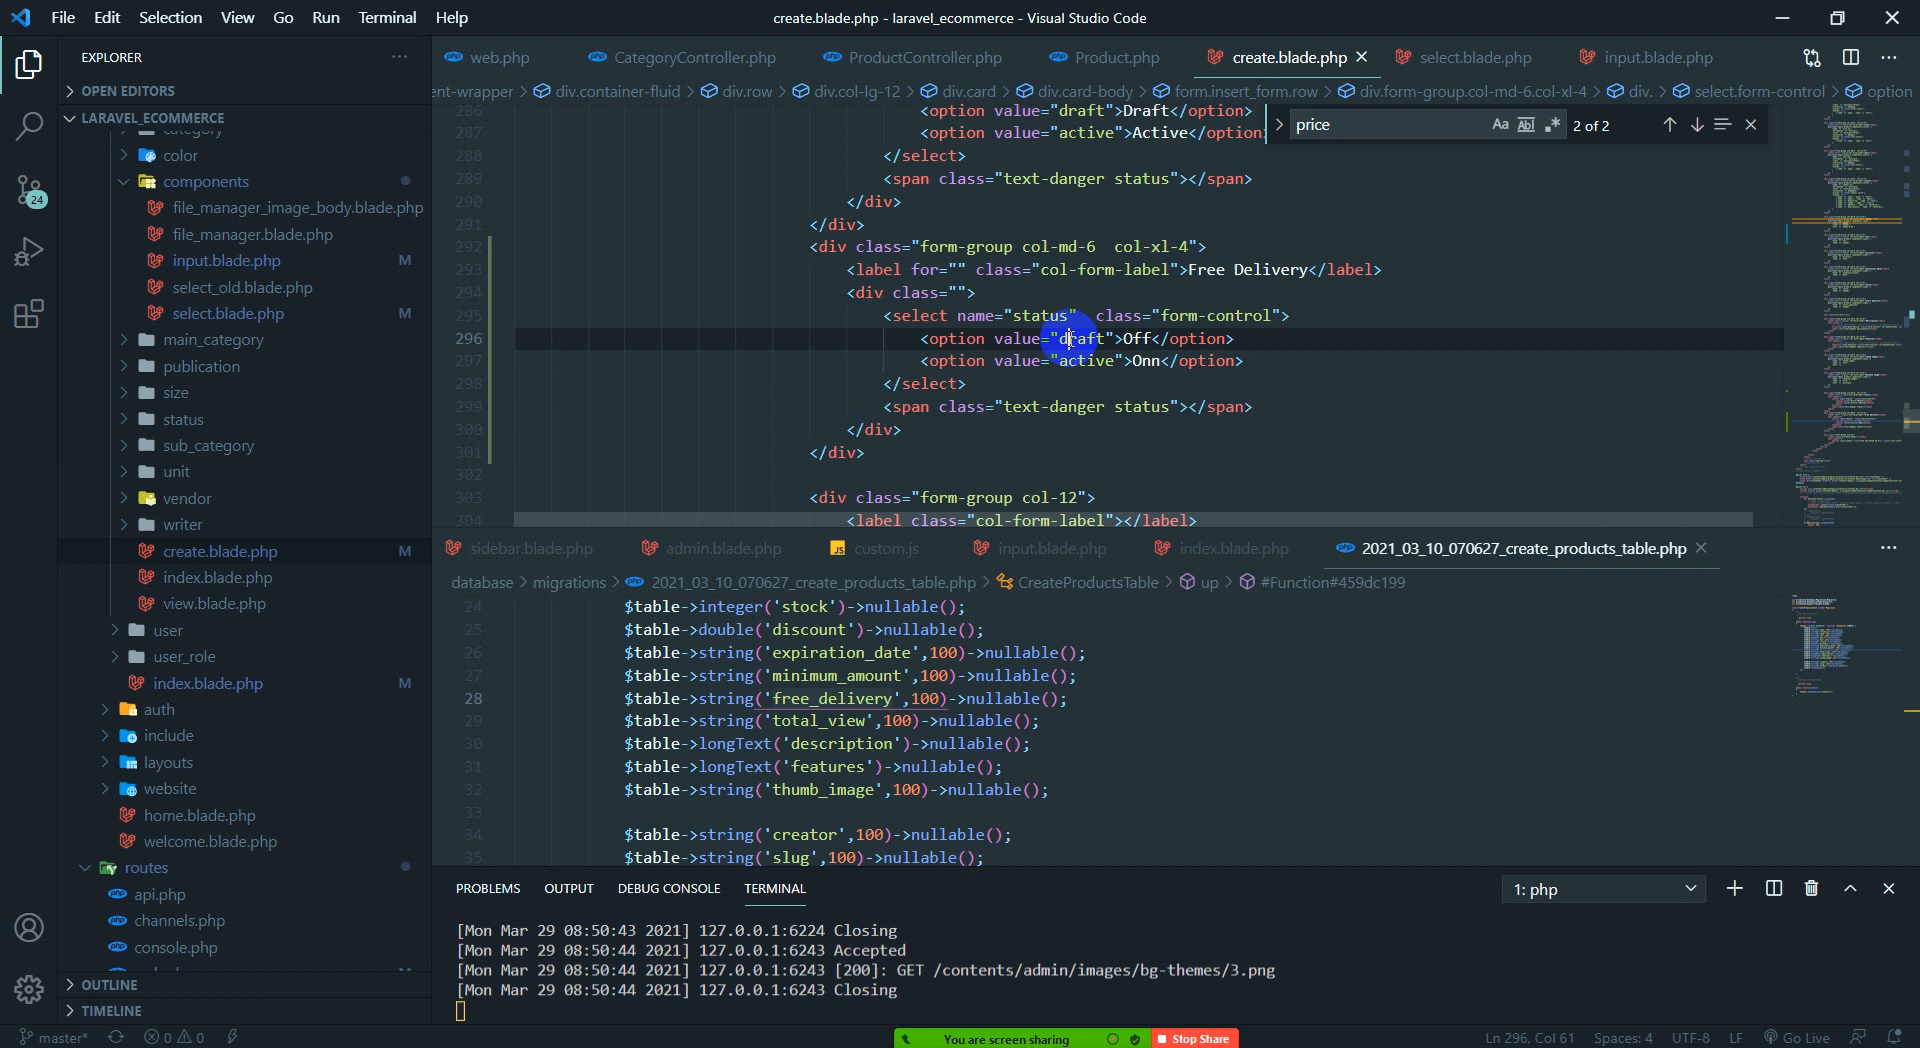 File Edit Selection View Go Run Terminal Help
create.blade.php - laravel_ecommerce - Visual Studio Code
EXPLORER
OPEN EDITORS
LARAVEL_ECOMMERCE
category
color
components
file_manager_image_body.blade.php
file_manager.blade.php
input.blade.php M
select_old.blade.php
select.blade.php M
main_category
publication
size
status
sub_category
unit
vendor
writer
create.blade.php M
index.blade.php
view.blade.php
user
user_role
index.blade.php M
auth
include
layouts
website
home.blade.php
welcome.blade.php
routes
api.php
channels.php
console.php
OUTLINE
TIMELINE
24
web.php CategoryController.php ProductController.php Product.php create.blade.php select.blade.php input.blade.php
ent-wrapper > div.container-fluid > div.row > div.col-lg-12 > div.card > div.card-body > form.insert_form.row > div.form-group.col-md-6.col-xl-4 > div. > select.form-control > option
price Aa Abl .* 2 of 2
286 <option value="draft">Draft</option>
287 <option value="active">Active</option>
288 </select>
289 <span class="text-danger status"></span>
290 </div>
291 </div>
292 <div class="form-group col-md-6  col-xl-4">
293 <label for="" class="col-form-label">Free Delivery</label>
294 <div class="">
295 <select name="status"  class="form-control">
296 <option value="draft">Off</option>
297 <option value="active">Onn</option>
298 </select>
299 <span class="text-danger status"></span>
300 </div>
301 </div>
302
303 <div class="form-group col-12">
304 <label class="col-form-label"></label>
sidebar.blade.php admin.blade.php JS custom.js input.blade.php index.blade.php 2021_03_10_070627_create_products_table.php
database > migrations > 2021_03_10_070627_create_products_table.php > CreateProductsTable > up > #Function#459dc199
24 $table->integer('stock')->nullable();
25 $table->double('discount')->nullable();
26 $table->string('expiration_date',100)->nullable();
27 $table->string('minimum_amount',100)->nullable();
28 $table->string('free_delivery',100)->nullable();
29 $table->string('total_view',100)->nullable();
30 $table->longText('description')->nullable();
31 $table->longText('features')->nullable();
32 $table->string('thumb_image',100)->nullable();
33
34 $table->string('creator',100)->nullable();
35 $table->string('slug',100)->nullable();
PROBLEMS OUTPUT DEBUG CONSOLE TERMINAL 1: php
[Mon Mar 29 08:50:43 2021] 127.0.0.1:6224 Closing
[Mon Mar 29 08:50:44 2021] 127.0.0.1:6243 Accepted
[Mon Mar 29 08:50:44 2021] 127.0.0.1:6243 [200]: GET /contents/admin/images/bg-themes/3.png
[Mon Mar 29 08:50:44 2021] 127.0.0.1:6243 Closing
master* 0 0 You are screen sharing Stop Share Ln 296, Col 61 Spaces: 4 UTF-8 LF Go Live